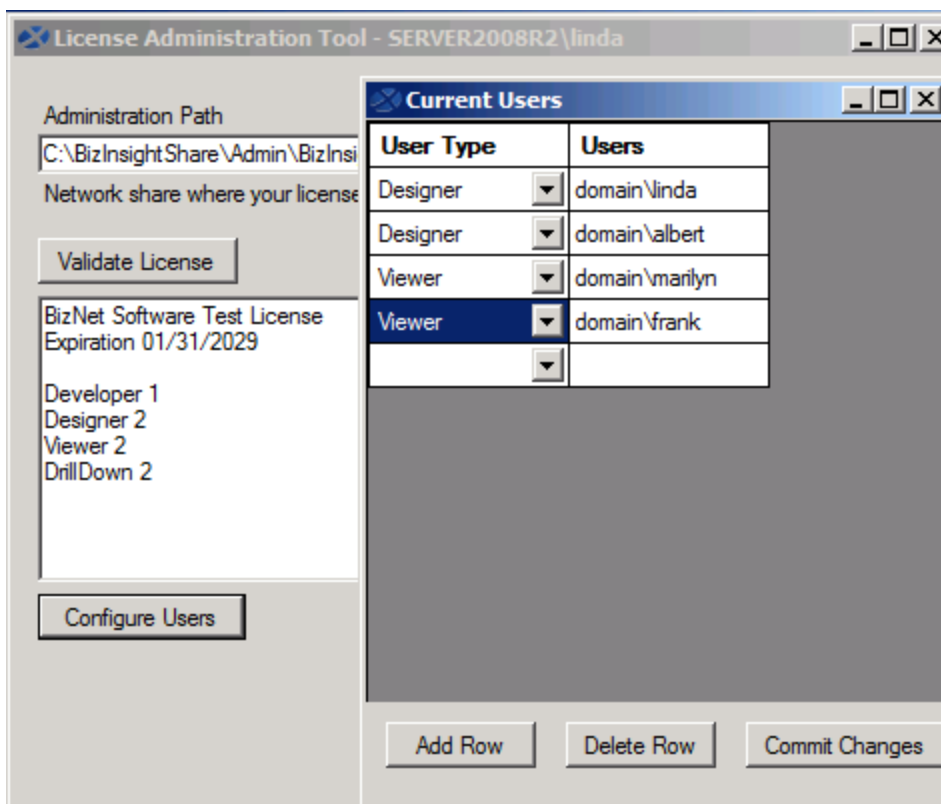 License Administration Tool - SERVER2008R2\linda
Administration Path
C:\BizInsightShare\Admin\BizInsi
Network share where your license
Validate License
BizNet Software Test License
Expiration 01/31/2029
Developer 1
Designer 2
Viewer 2
DrillDown 2
Configure Users
Current Users
User Type Users
Designer domain\linda
Designer domain\albert
Viewer domain\marilyn
Viewer domain\frank
Add Row Delete Row Commit Changes